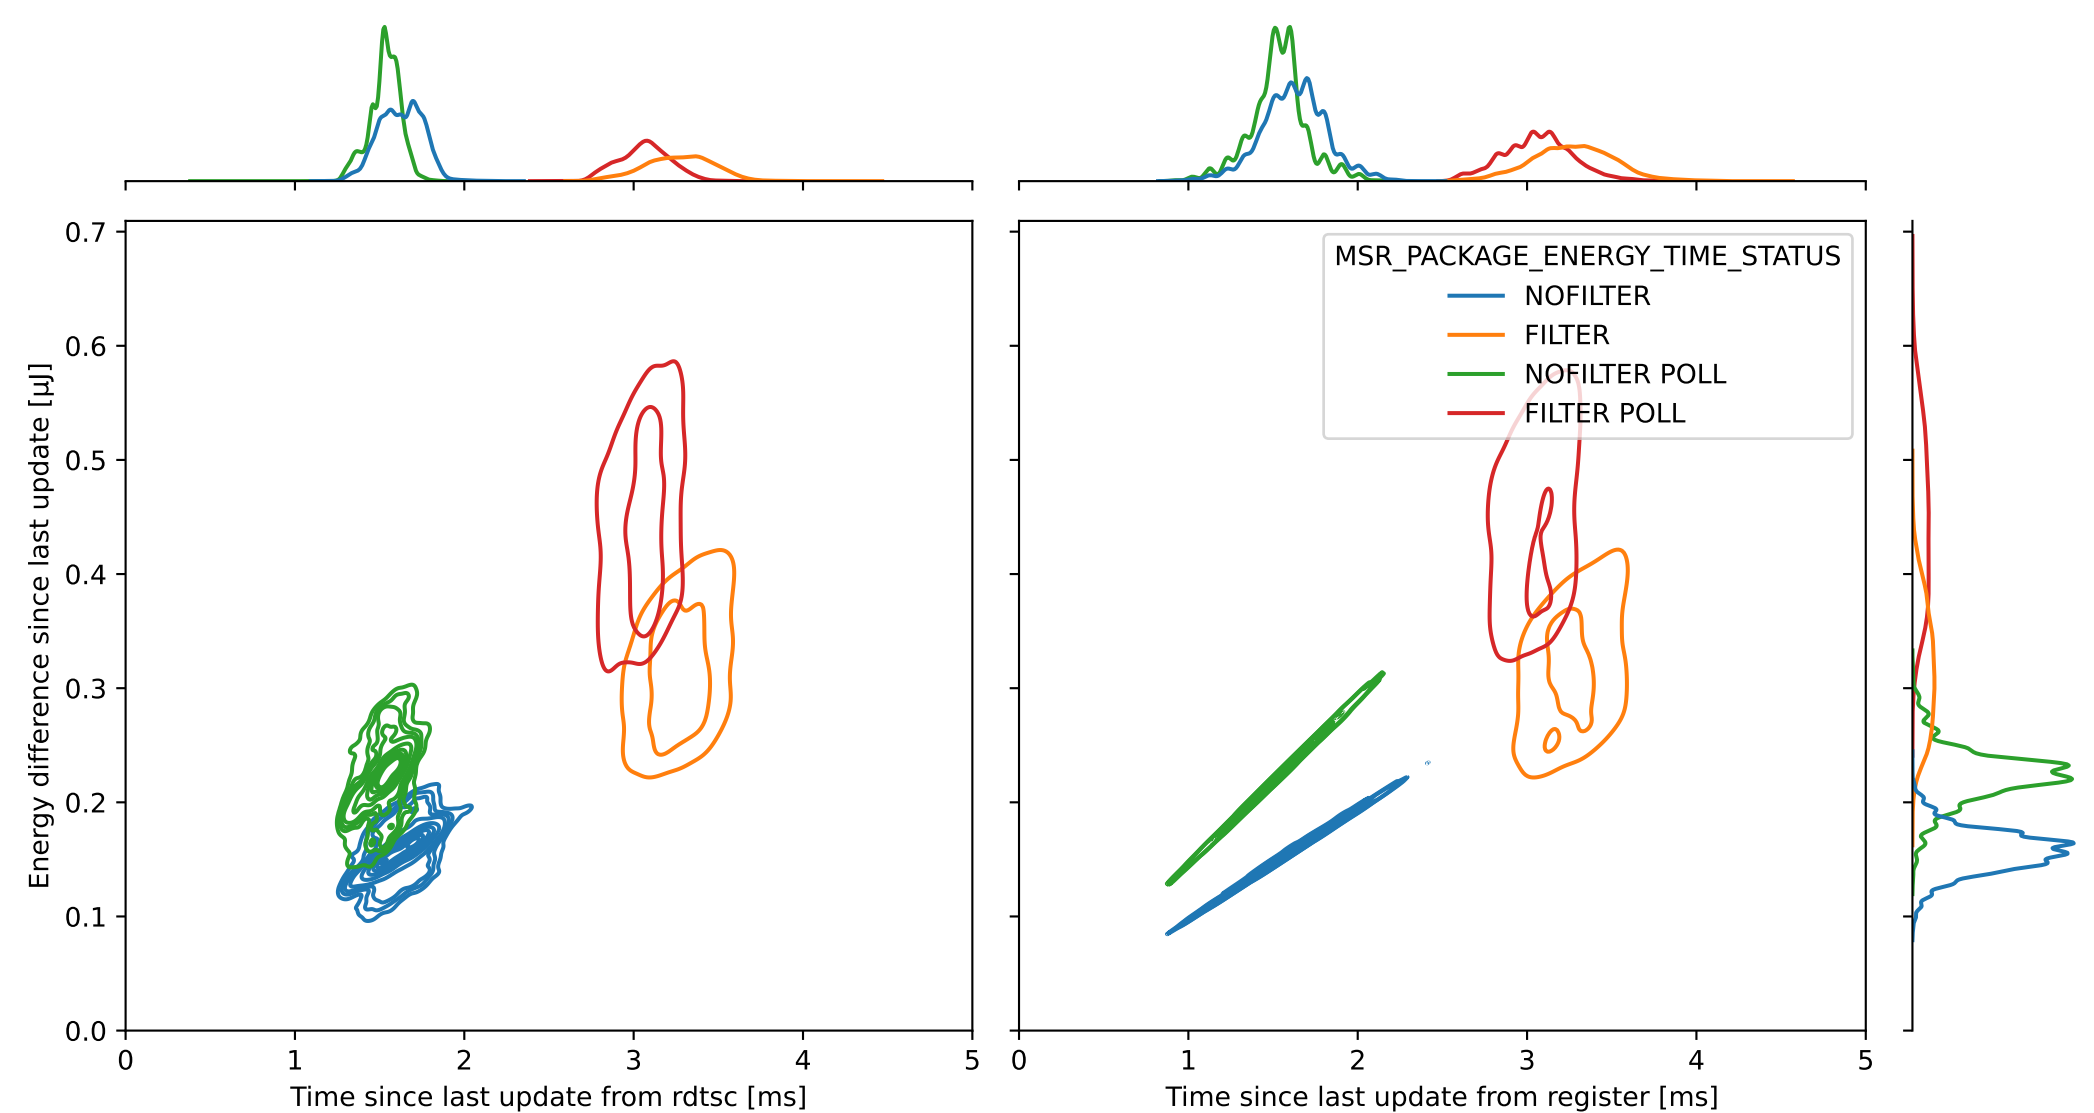 0.7
0.6
0.5
0.4
0.3
0.2
0.1
0.0
Energy difference since last update [µJ]
0 1 2 3 4 5
Time since last update from rdtsc [ms]
MSR_PACKAGE_ENERGY_TIME_STATUS
NOFILTER
FILTER
NOFILTER POLL
FILTER POLL
0 1 2 3 4 5
Time since last update from register [ms]